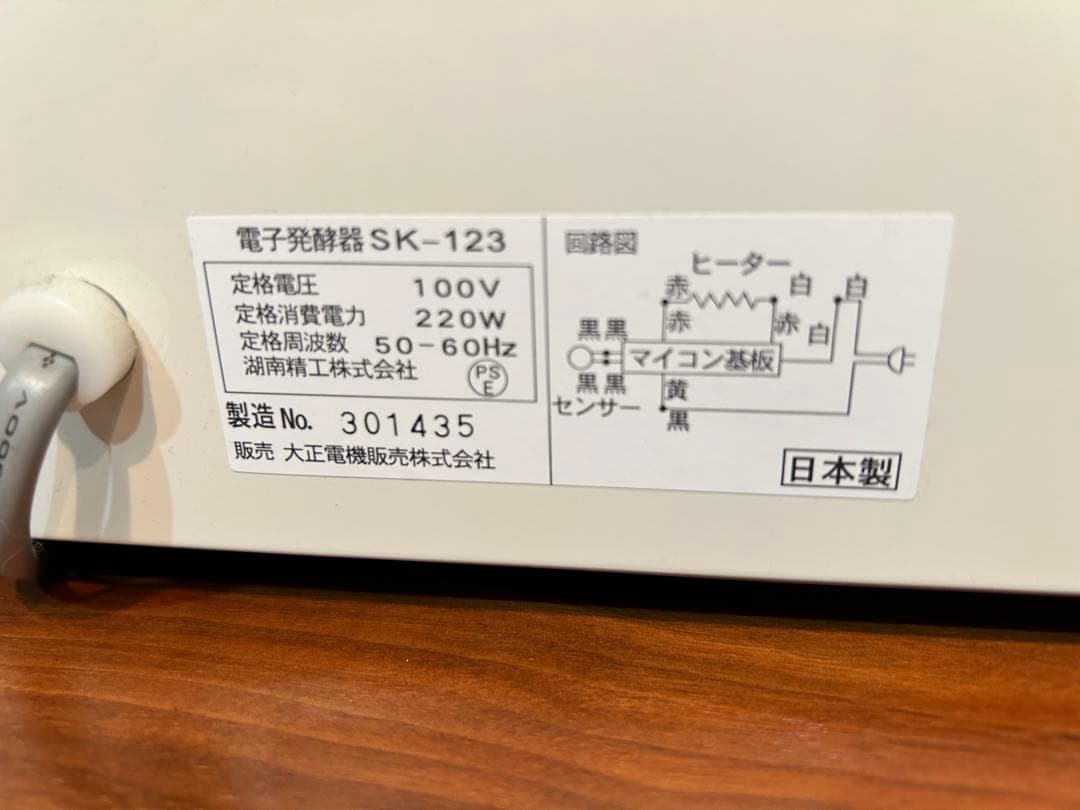 電子発酵器SK-123
定格電圧 100V
定格消費電力 220W
定格周波数 50-60Hz
湖南精工株式会社
PS
E
製造No. 301435
販売 大正電機販売株式会社
回路図
ヒーター
赤 白 白
赤 赤 白
黒黒
マイコン基板
黒黒 黄
センサー 黒
日本製